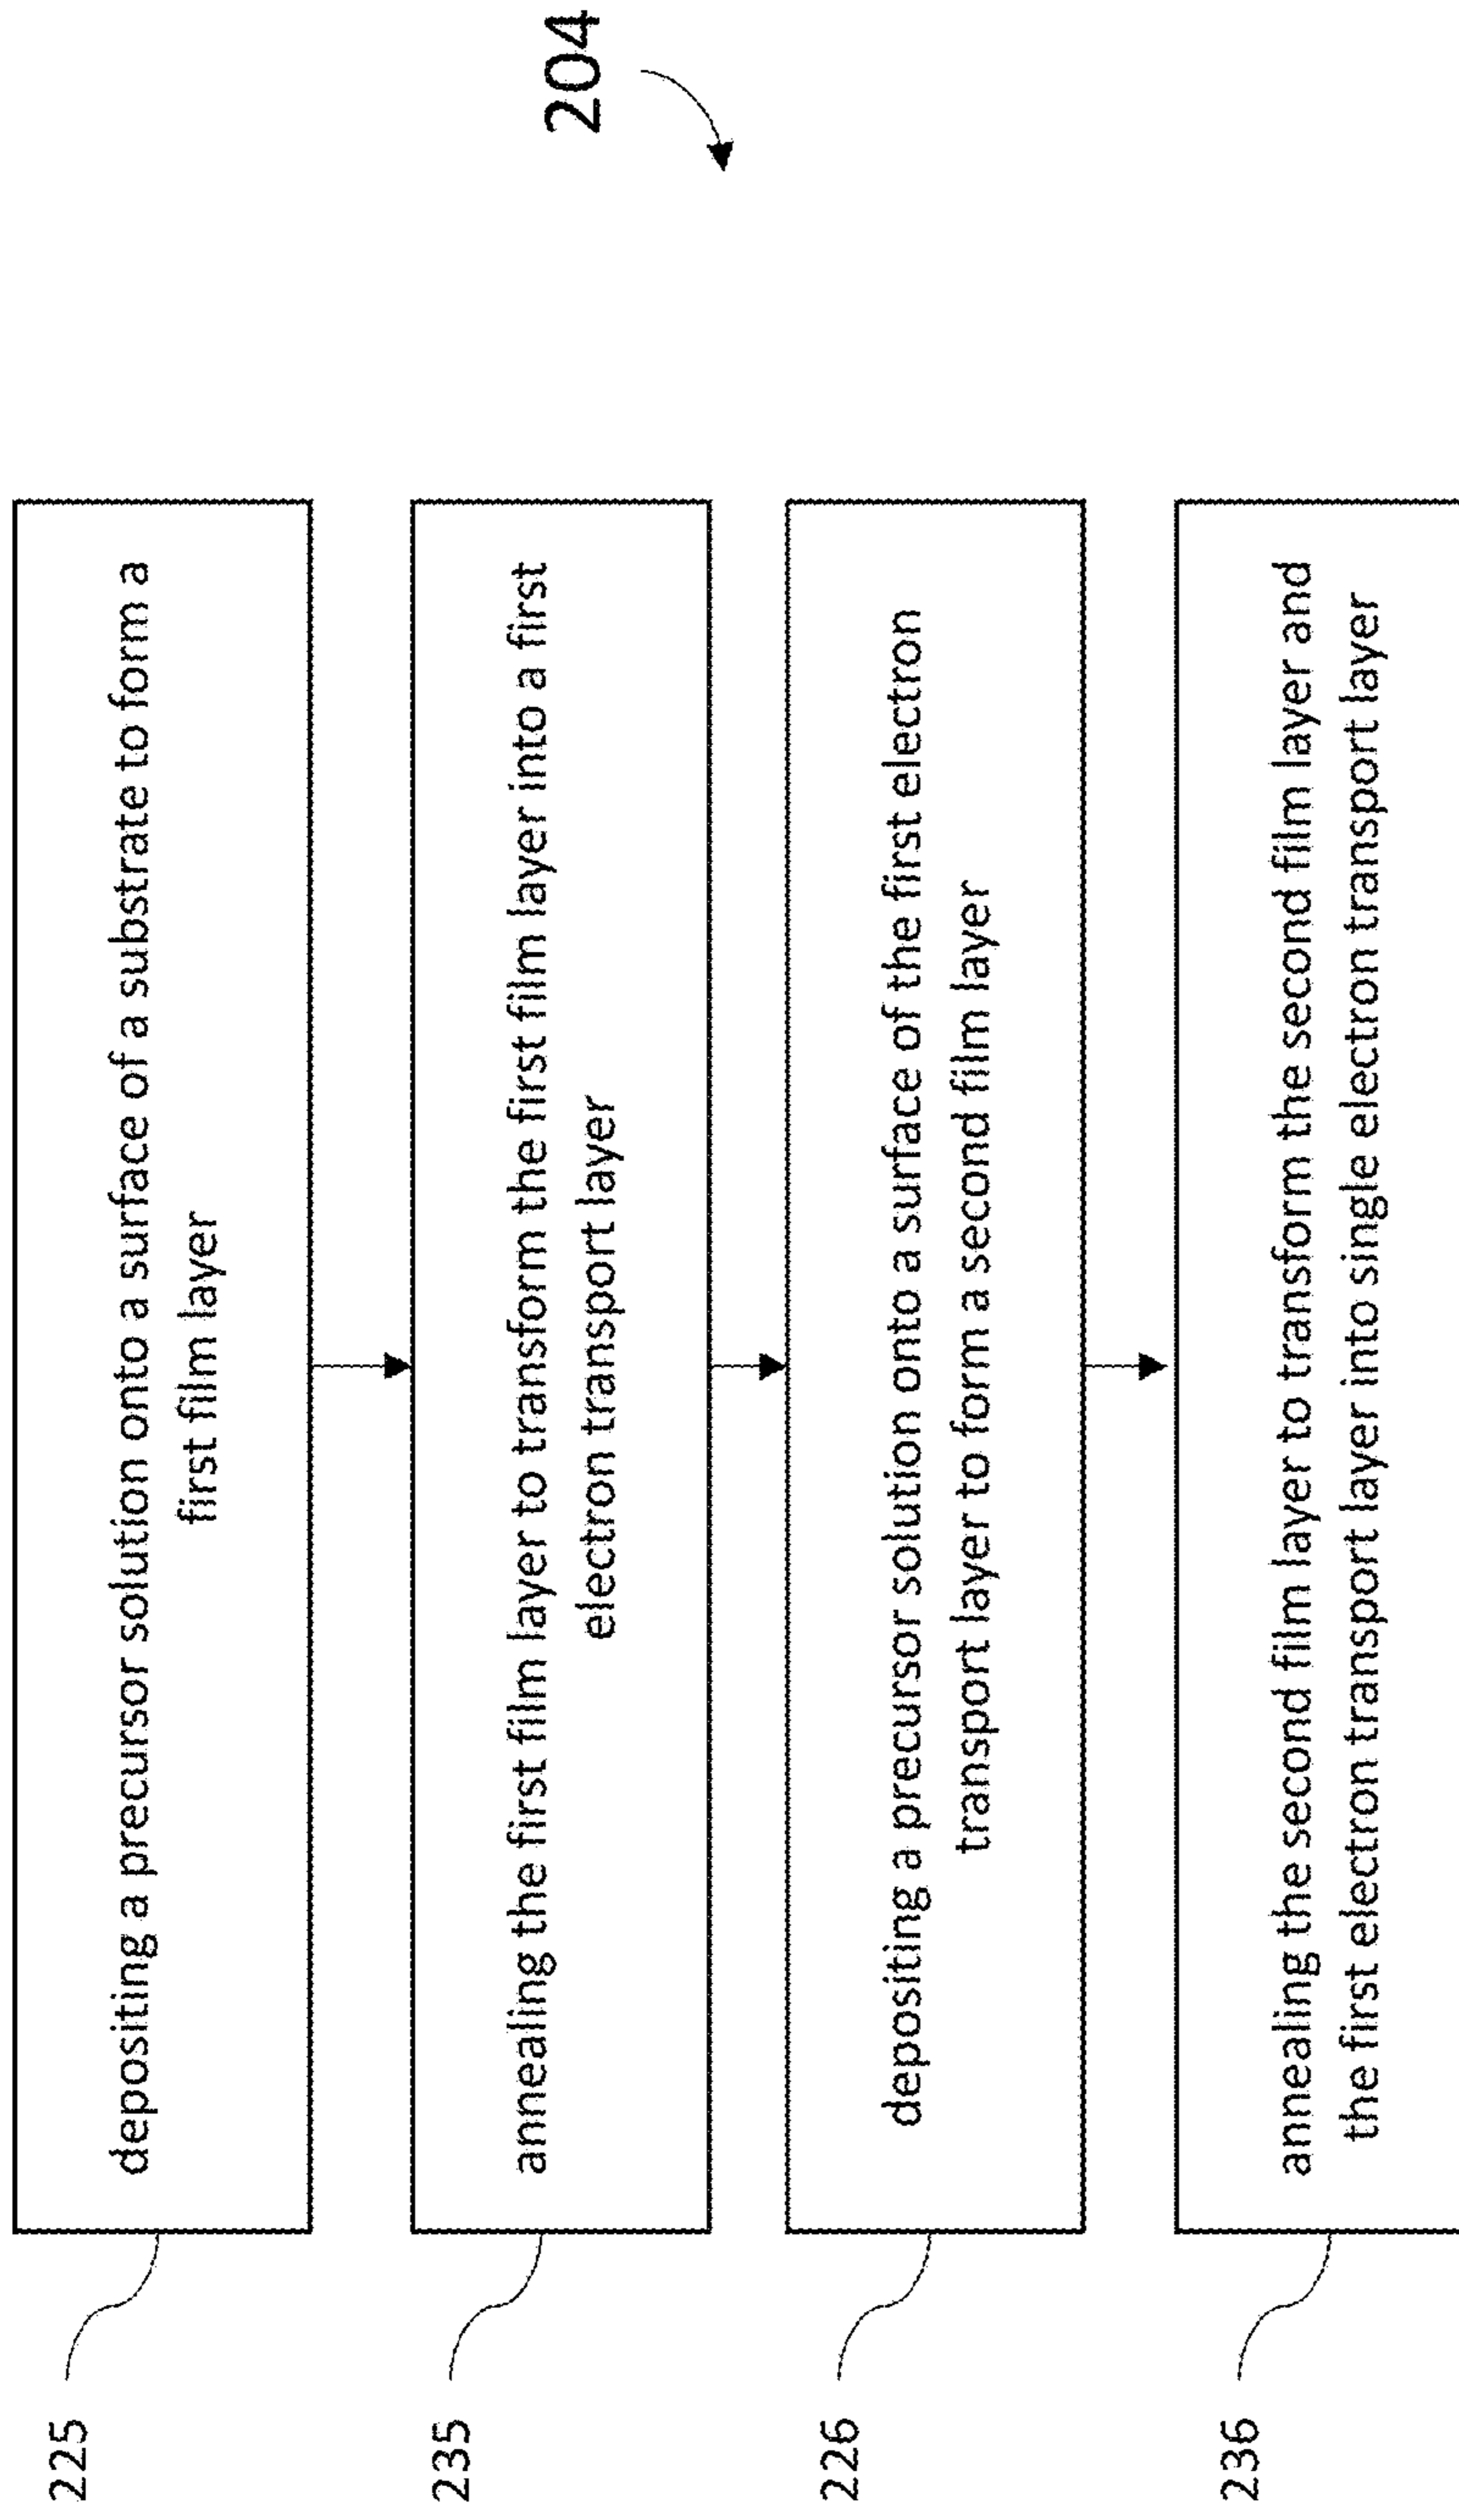 204
225
depositing a precursor solution onto a surface of a substrate to form a
first film layer
235
annealing the first film layer to transform the first film layer into a first
electron transport layer
226
depositing a precursor solution onto a surface of the first electron
transport layer to form a second film layer
236
annealing the second film layer to transform the second film layer and
the first electron transport layer into single electron transport layer